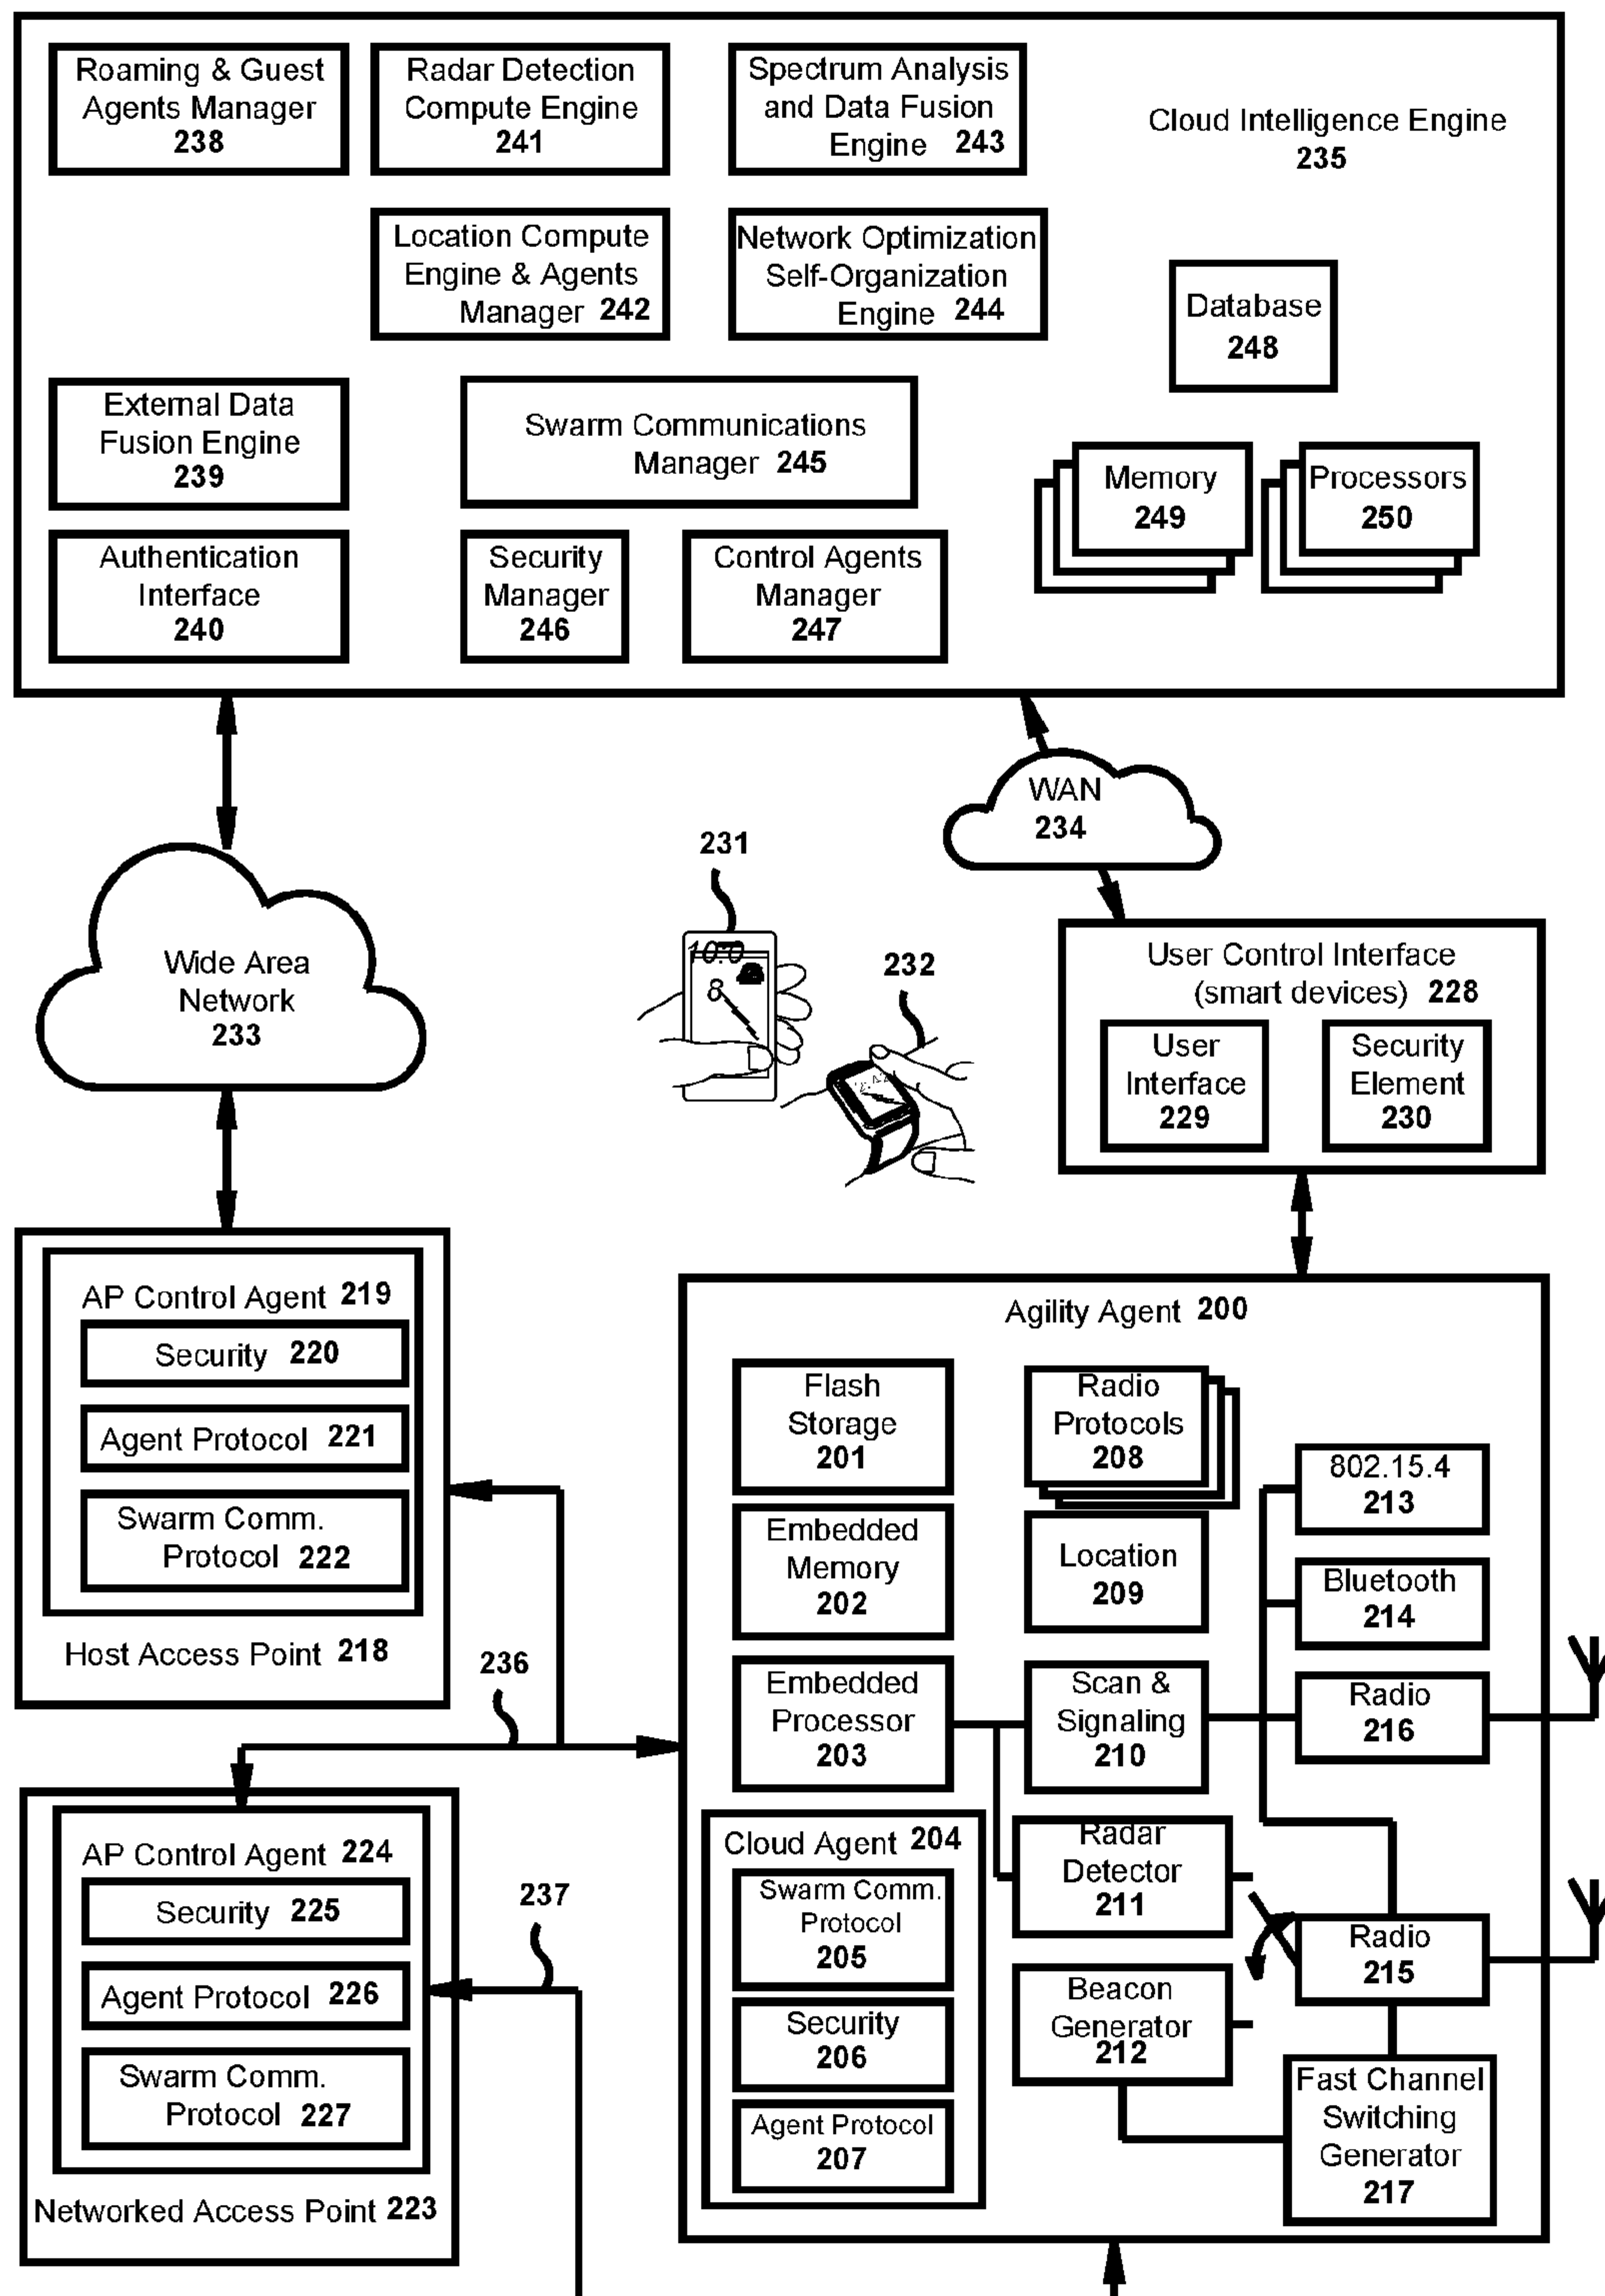 Roaming & Guest
Agents Manager
238
Radar Detection
Compute Engine
241
Spectrum Analysis
and Data Fusion
Engine 243
Cloud Intelligence Engine
235
Location Compute
Engine & Agents
Manager 242
Network Optimization
Self-Organization
Engine 244
Database
248
External Data
Fusion Engine
239
Swarm Communications
Manager 245
Memory
249
Processors
250
Authentication
Interface
240
Security
Manager
246
Control Agents
Manager
247
WAN
234
231
Wide Area
Network
233
232
User Control Interface
(smart devices) 228
User
Interface
229
Security
Element
230
AP Control Agent 219
Security 220
Agent Protocol 221
Swarm Comm.
Protocol 222
Host Access Point 218
236
AP Control Agent 224
Security 225
Agent Protocol 226
Swarm Comm.
Protocol 227
Networked Access Point 223
237
Agility Agent 200
Flash
Storage
201
Radio
Protocols
208
802.15.4
213
Embedded
Memory
202
Location
209
Bluetooth
214
Embedded
Processor
203
Scan &
Signaling
210
Radio
216
Cloud Agent 204
Swarm Comm.
Protocol
205
Security
206
Agent Protocol
207
Radar
Detector
211
Radio
215
Beacon
Generator
212
Fast Channel
Switching
Generator
217